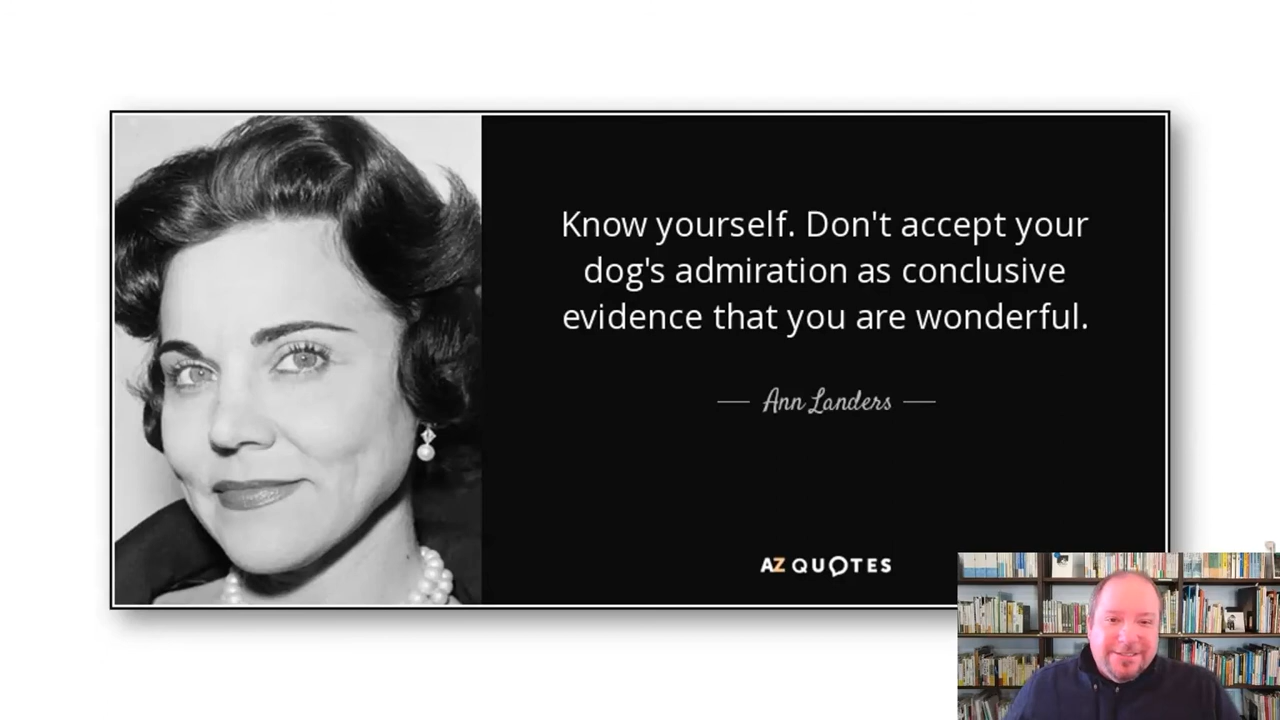 Know yourself. Don't accept your
dog's admiration as conclusive
evidence that you are wonderful.
Ann Landers
AZ QUOTES